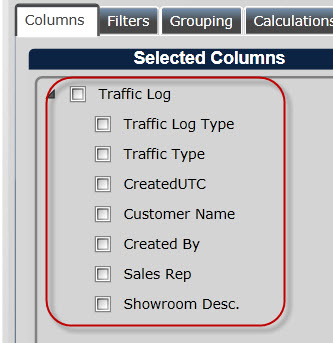 Columns Filters Grouping Calculations
Selected Columns
Traffic Log
Traffic Log Type
Traffic Type
CreatedUTC
Customer Name
Created By
Sales Rep
Showroom Desc.